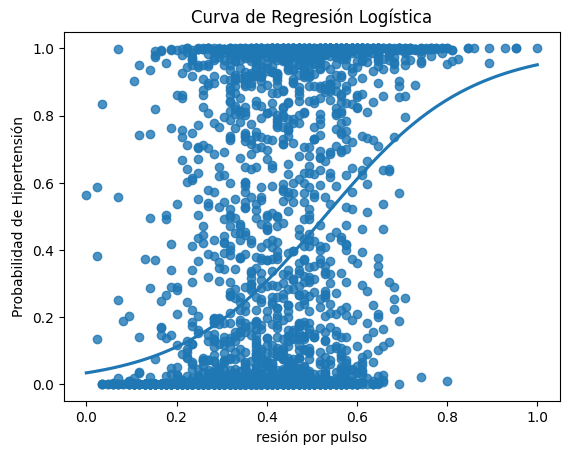 Curva de Regresión Logística
Probabilidad de Hipertensión
1.0
0.8
0.6
0.4
0.2
0.0
0.0 0.2 0.4 0.6 0.8 1.0
resión por pulso